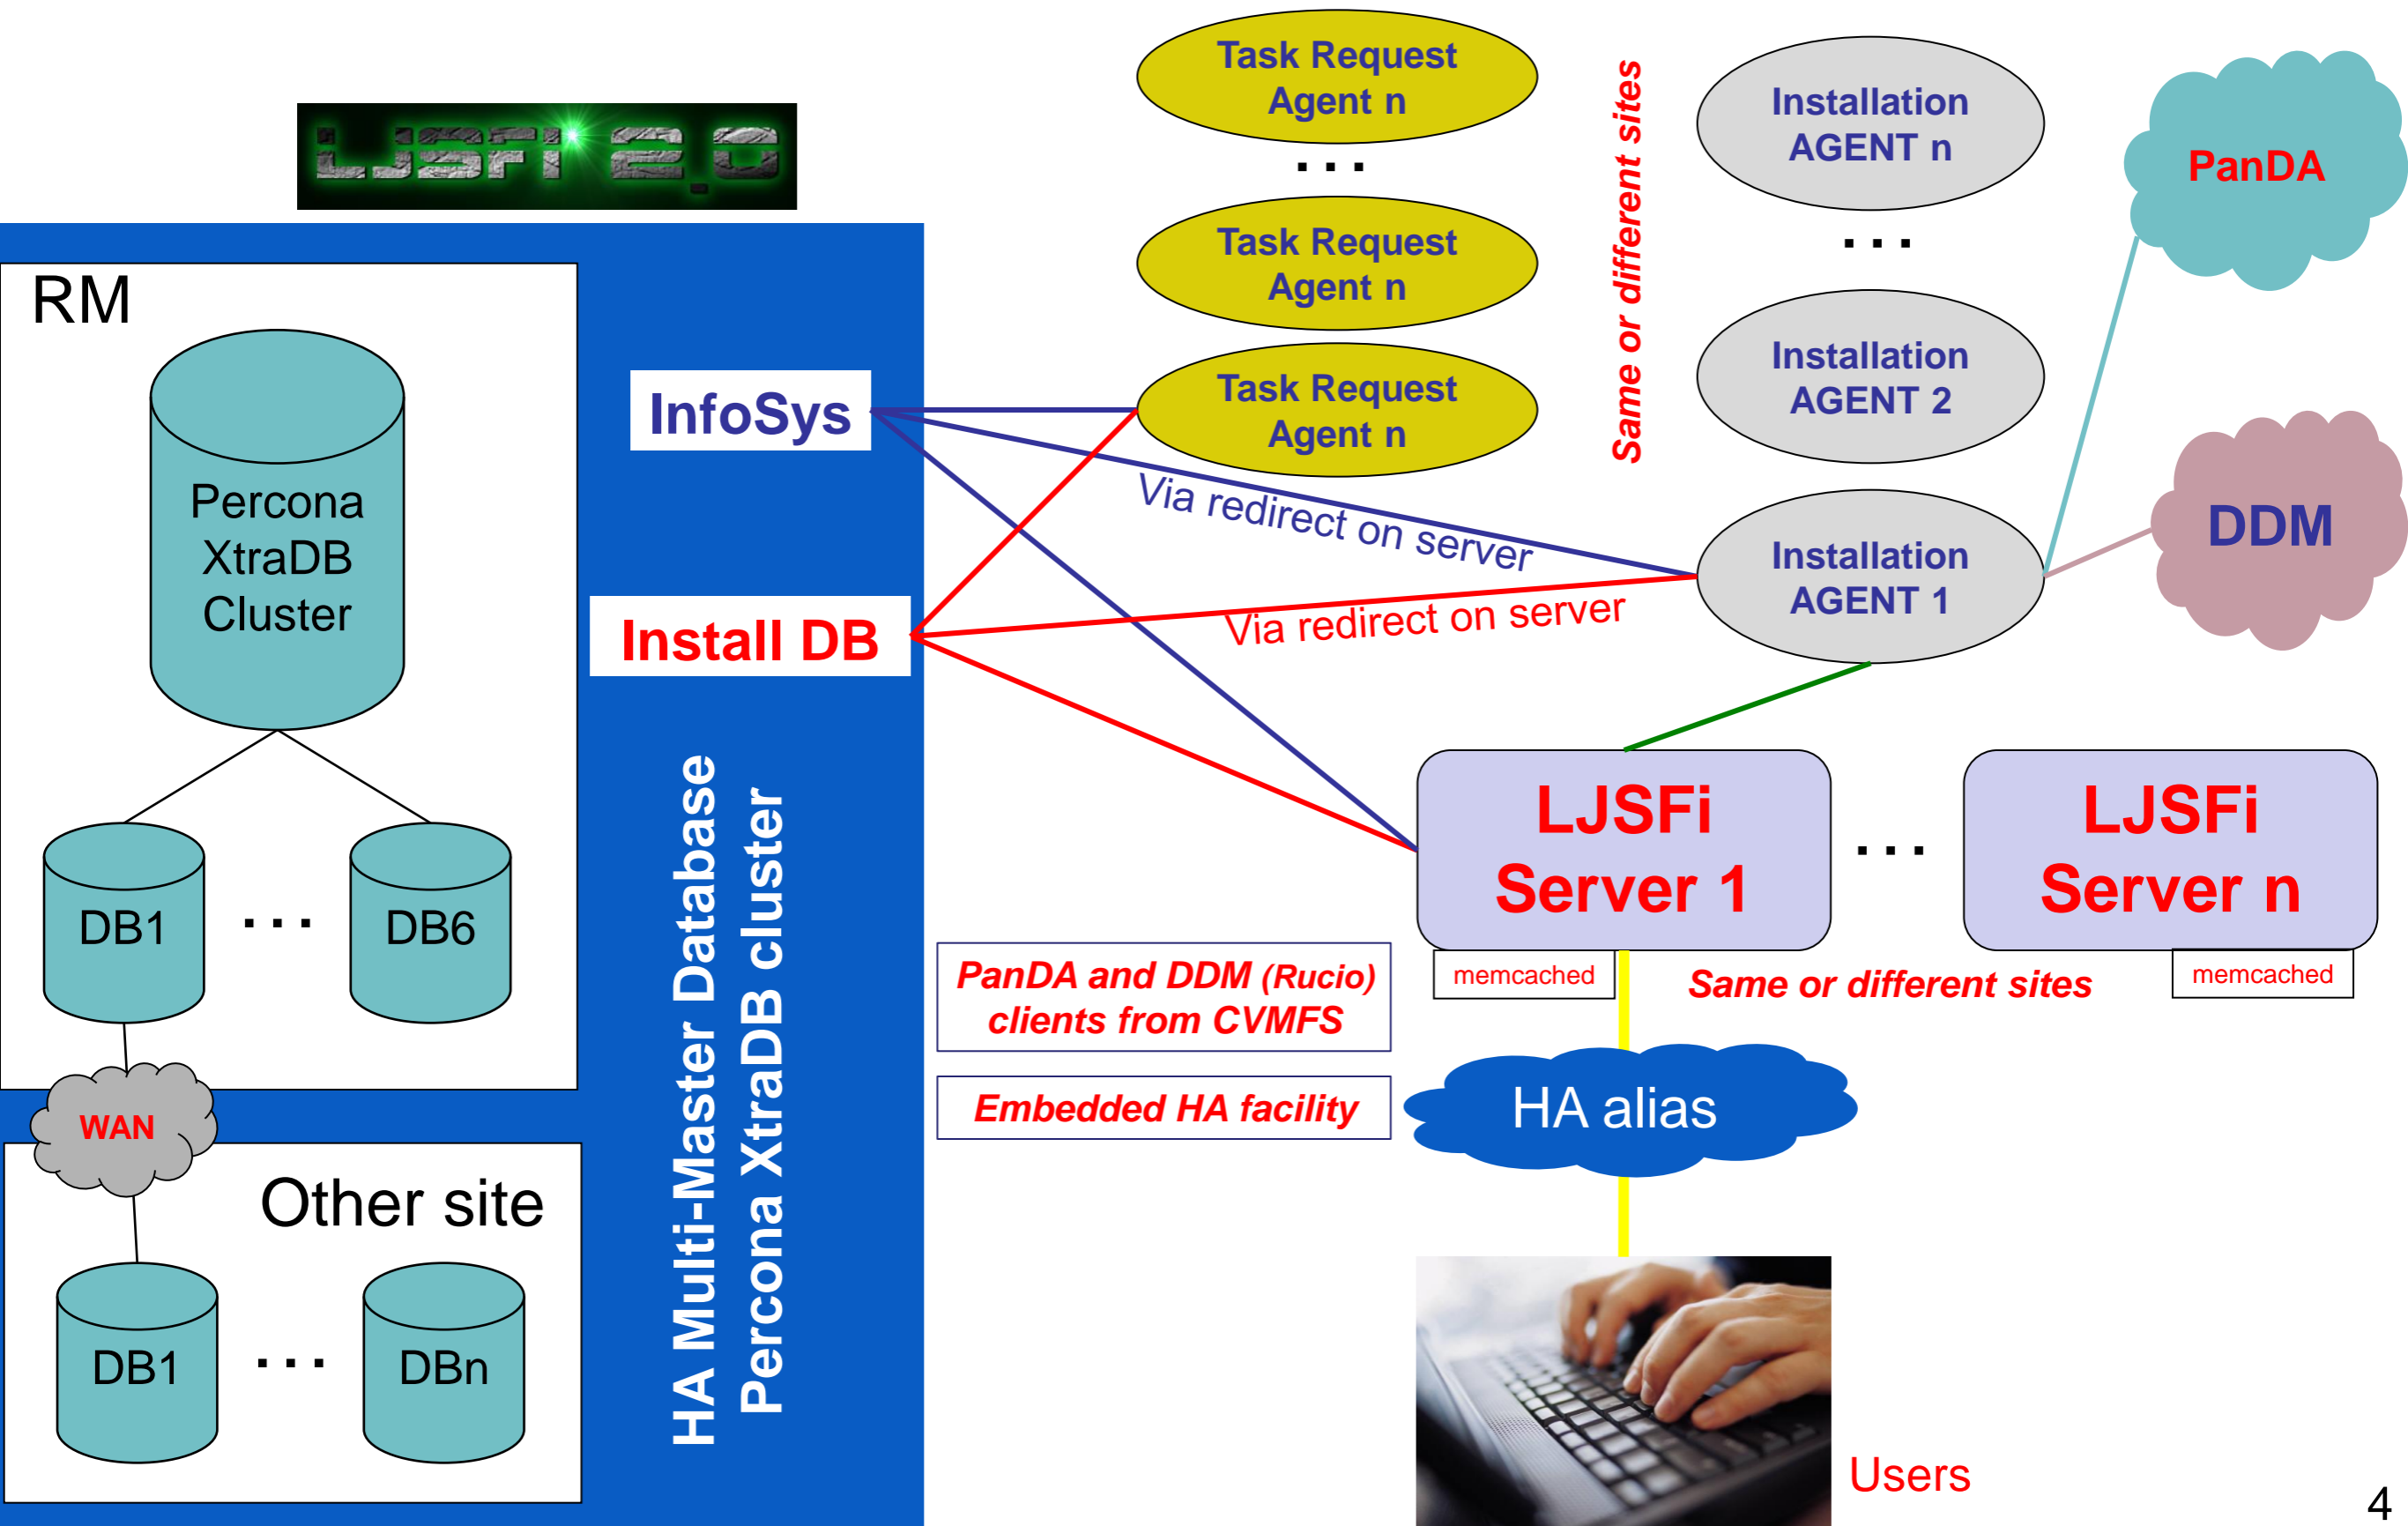 LJSFi 2.0
RM
Percona
XtraDB
Cluster
DB1
...
DB6
WAN
Other site
DB1
...
DBn
InfoSys
Install DB
HA Multi-Master Database
Percona XtraDB cluster
Task Request
Agent n
...
Task Request
Agent n
Task Request
Agent n
Same or different sites
Installation
AGENT n
...
Installation
AGENT 2
Installation
AGENT 1
PanDA
DDM
Via redirect on server
Via redirect on server
LJSFi
Server 1
...
LJSFi
Server n
memcached
Same or different sites
memcached
PanDA and DDM (Rucio)
clients from CVMFS
Embedded HA facility
HA alias
Users
4